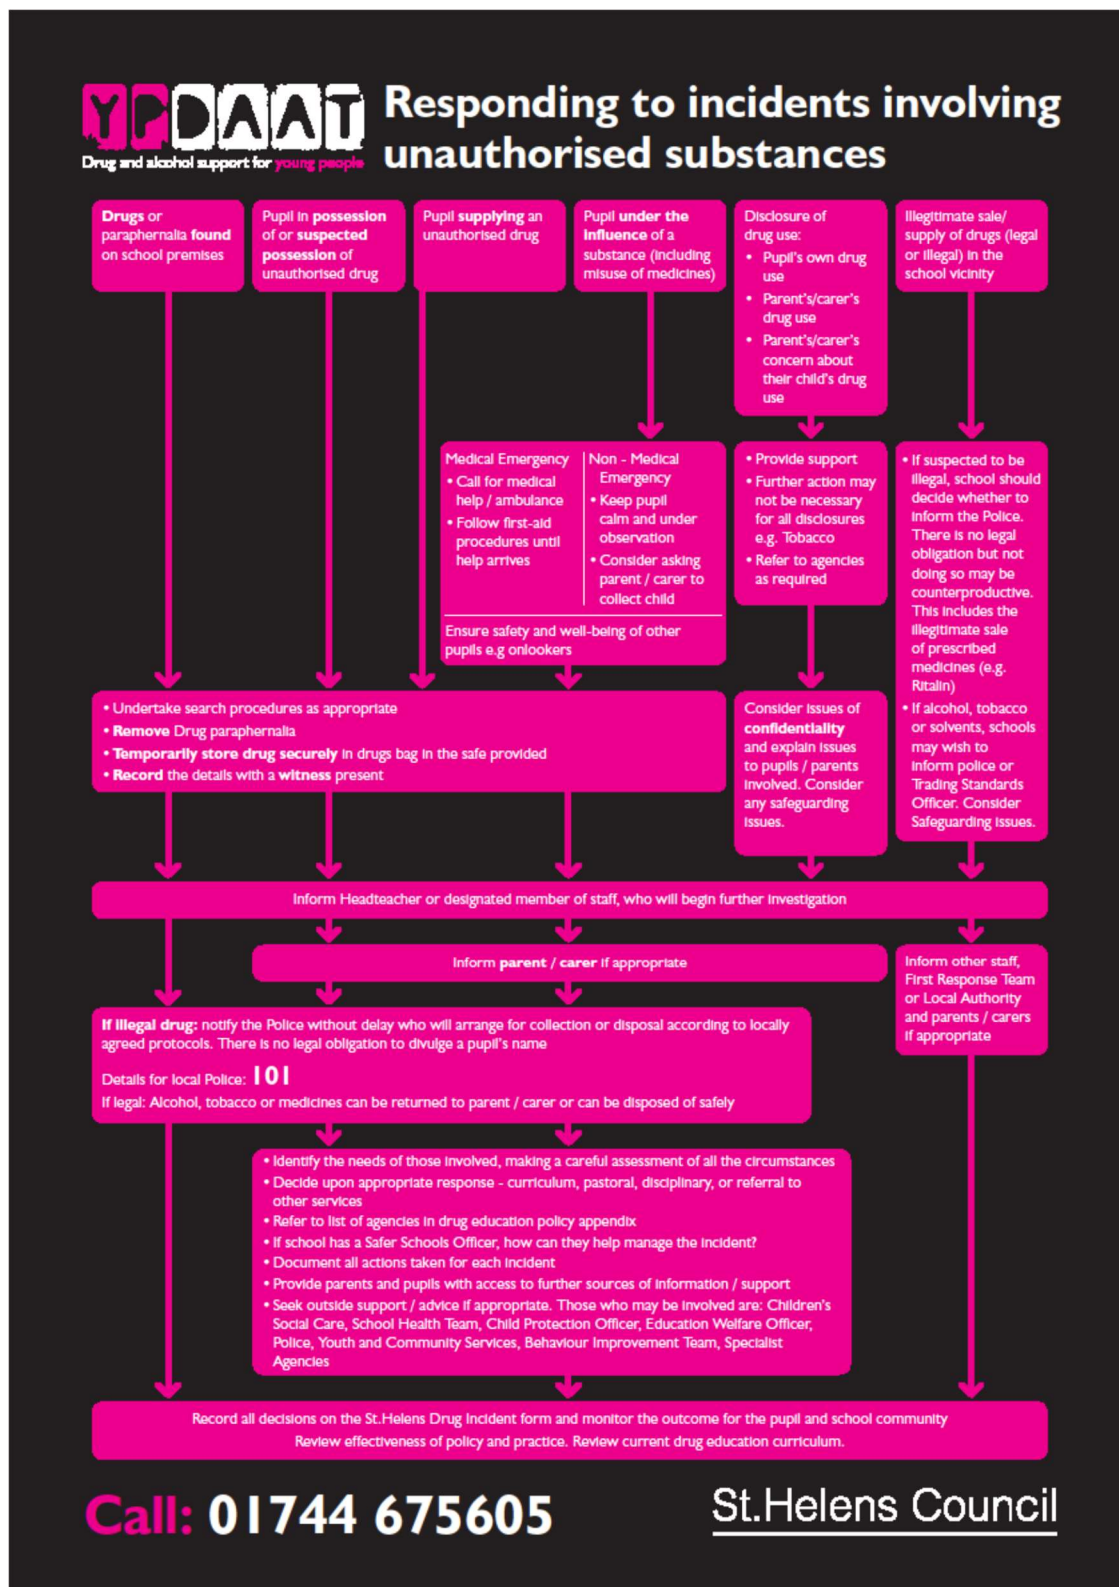 YPDAAT
Drug and alcohol support for young people
Responding to incidents involving
unauthorised substances
Drugs or
paraphernalia found
on school premises
Pupil in possession
of or suspected
possession of
unauthorised drug
Pupil supplying an
unauthorised drug
Pupil under the
influence of a
substance (including
misuse of medicines)
Disclosure of
drug use:
• Pupil's own drug
use
• Parent's/carer's
drug use
• Parent's/carer's
concern about
their child's drug
use
Illegitimate sale/
supply of drugs (legal
or illegal) in the
school vicinity
Medical Emergency
• Call for medical
help / ambulance
• Follow first-aid
procedures until
help arrives
Non - Medical
Emergency
• Keep pupil
calm and under
observation
• Consider asking
parent / carer to
collect child
Ensure safety and well-being of other
pupils e.g onlookers
• Provide support
• Further action may
not be necessary
for all disclosures
e.g. Tobacco
• Refer to agencies
as required
• If suspected to be
illegal, school should
decide whether to
inform the Police.
There is no legal
obligation but not
doing so may be
counterproductive.
This includes the
illegitimate sale
of prescribed
medicines (e.g.
Ritalin)
• If alcohol, tobacco
or solvents, schools
may wish to
inform police or
Trading Standards
Officer. Consider
Safeguarding issues.
• Undertake search procedures as appropriate
• Remove Drug paraphernalia
• Temporarily store drug securely in drugs bag in the safe provided
• Record the details with a witness present
Consider issues of
confidentiality
and explain issues
to pupils / parents
involved. Consider
any safeguarding
issues.
Inform Headteacher or designated member of staff, who will begin further investigation
Inform parent / carer if appropriate
Inform other staff,
First Response Team
or Local Authority
and parents / carers
if appropriate
If illegal drug: notify the Police without delay who will arrange for collection or disposal according to locally
agreed protocols. There is no legal obligation to divulge a pupil's name
Details for local Police: 101
If legal: Alcohol, tobacco or medicines can be returned to parent / carer or can be disposed of safely
• Identify the needs of those involved, making a careful assessment of all the circumstances
• Decide upon appropriate response - curriculum, pastoral, disciplinary, or referral to
other services
• Refer to list of agencies in drug education policy appendix
• If school has a Safer Schools Officer, how can they help manage the incident?
• Document all actions taken for each incident
• Provide parents and pupils with access to further sources of information / support
• Seek outside support / advice if appropriate. Those who may be involved are: Children's
Social Care, School Health Team, Child Protection Officer, Education Welfare Officer,
Police, Youth and Community Services, Behaviour Improvement Team, Specialist
Agencies
Record all decisions on the St.Helens Drug Incident form and monitor the outcome for the pupil and school community
Review effectiveness of policy and practice. Review current drug education curriculum.
Call: 01744 675605
St.Helens Council